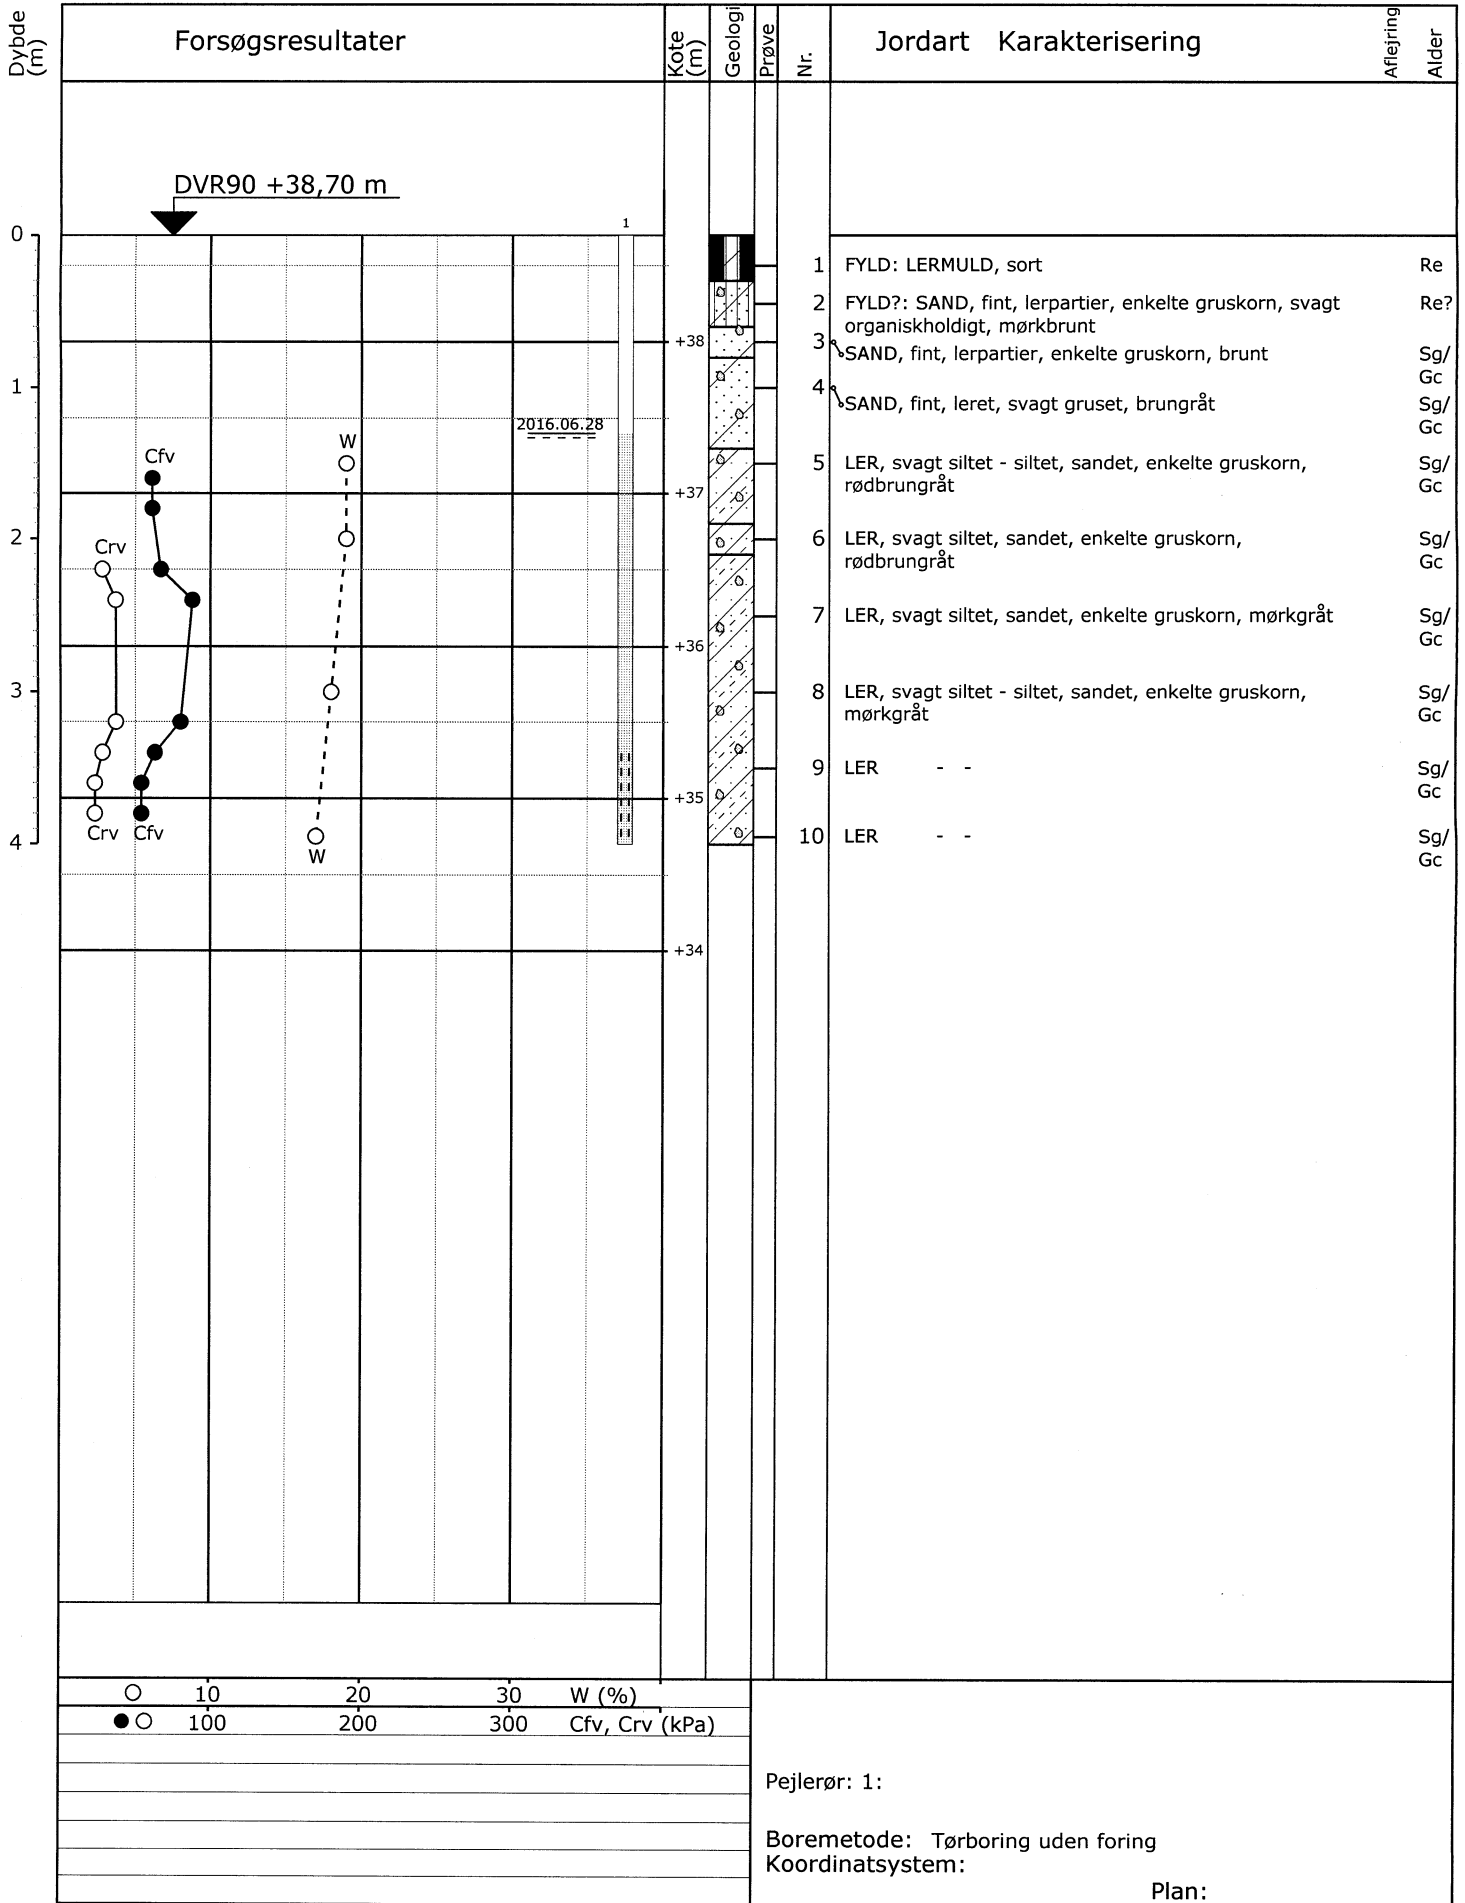 Dybde (m)
Forsøgsresultater
Kote (m)
Geologi
Prøve
Nr.
Jordart Karakterisering
Aflejring
Alder
DVR90 +38,70 m
1
0
1 FYLD: LERMULD, sort Re
2 FYLD?: SAND, fint, lerpartier, enkelte gruskorn, svagt Re?
organiskholdigt, mørkbrunt
+38 3
SAND, fint, lerpartier, enkelte gruskorn, brunt Sg/
Gc
1 4
SAND, fint, leret, svagt gruset, brungråt Sg/
Gc
2016.06.28
W
Cfv
5 LER, svagt siltet - siltet, sandet, enkelte gruskorn, Sg/
rødbrungråt Gc
+37
2 6 LER, svagt siltet, sandet, enkelte gruskorn, Sg/
rødbrungråt Gc
Crv
7 LER, svagt siltet, sandet, enkelte gruskorn, mørkgråt Sg/
Gc
+36
3 8 LER, svagt siltet - siltet, sandet, enkelte gruskorn, Sg/
mørkgråt Gc
9 LER - - Sg/
Gc
+35
Crv Cfv
4 10 LER - - Sg/
Gc
W
+34
10 20 30 W (%)
100 200 300 Cfv, Crv (kPa)
Pejlerør: 1:
Boremetode: Tørboring uden foring
Koordinatsystem:
Plan: